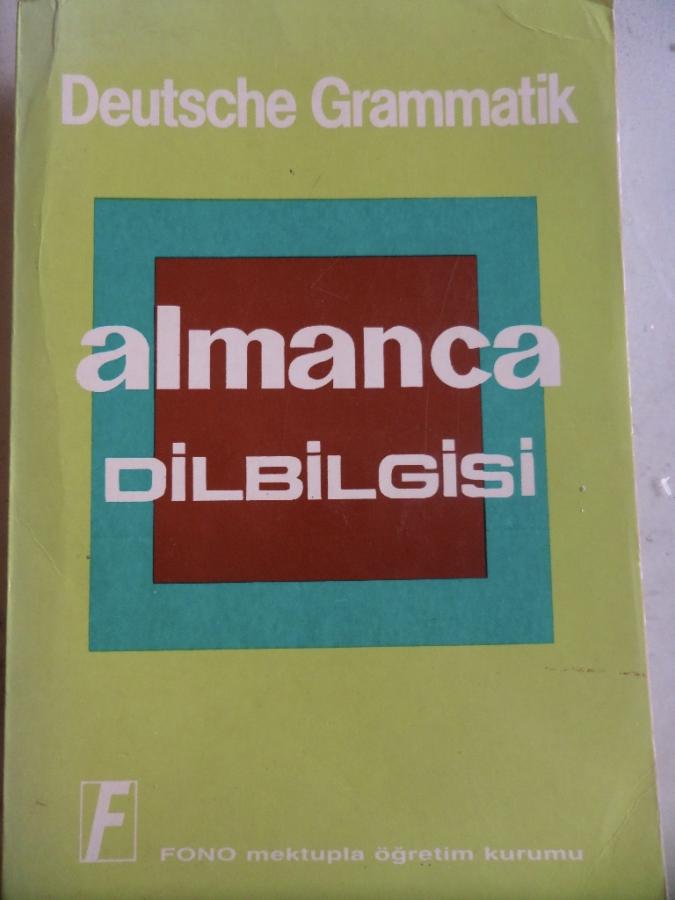 Deutsche Grammatik
almanca
DİLBİLGİSİ
F
FONO mektupla öğretim kurumu